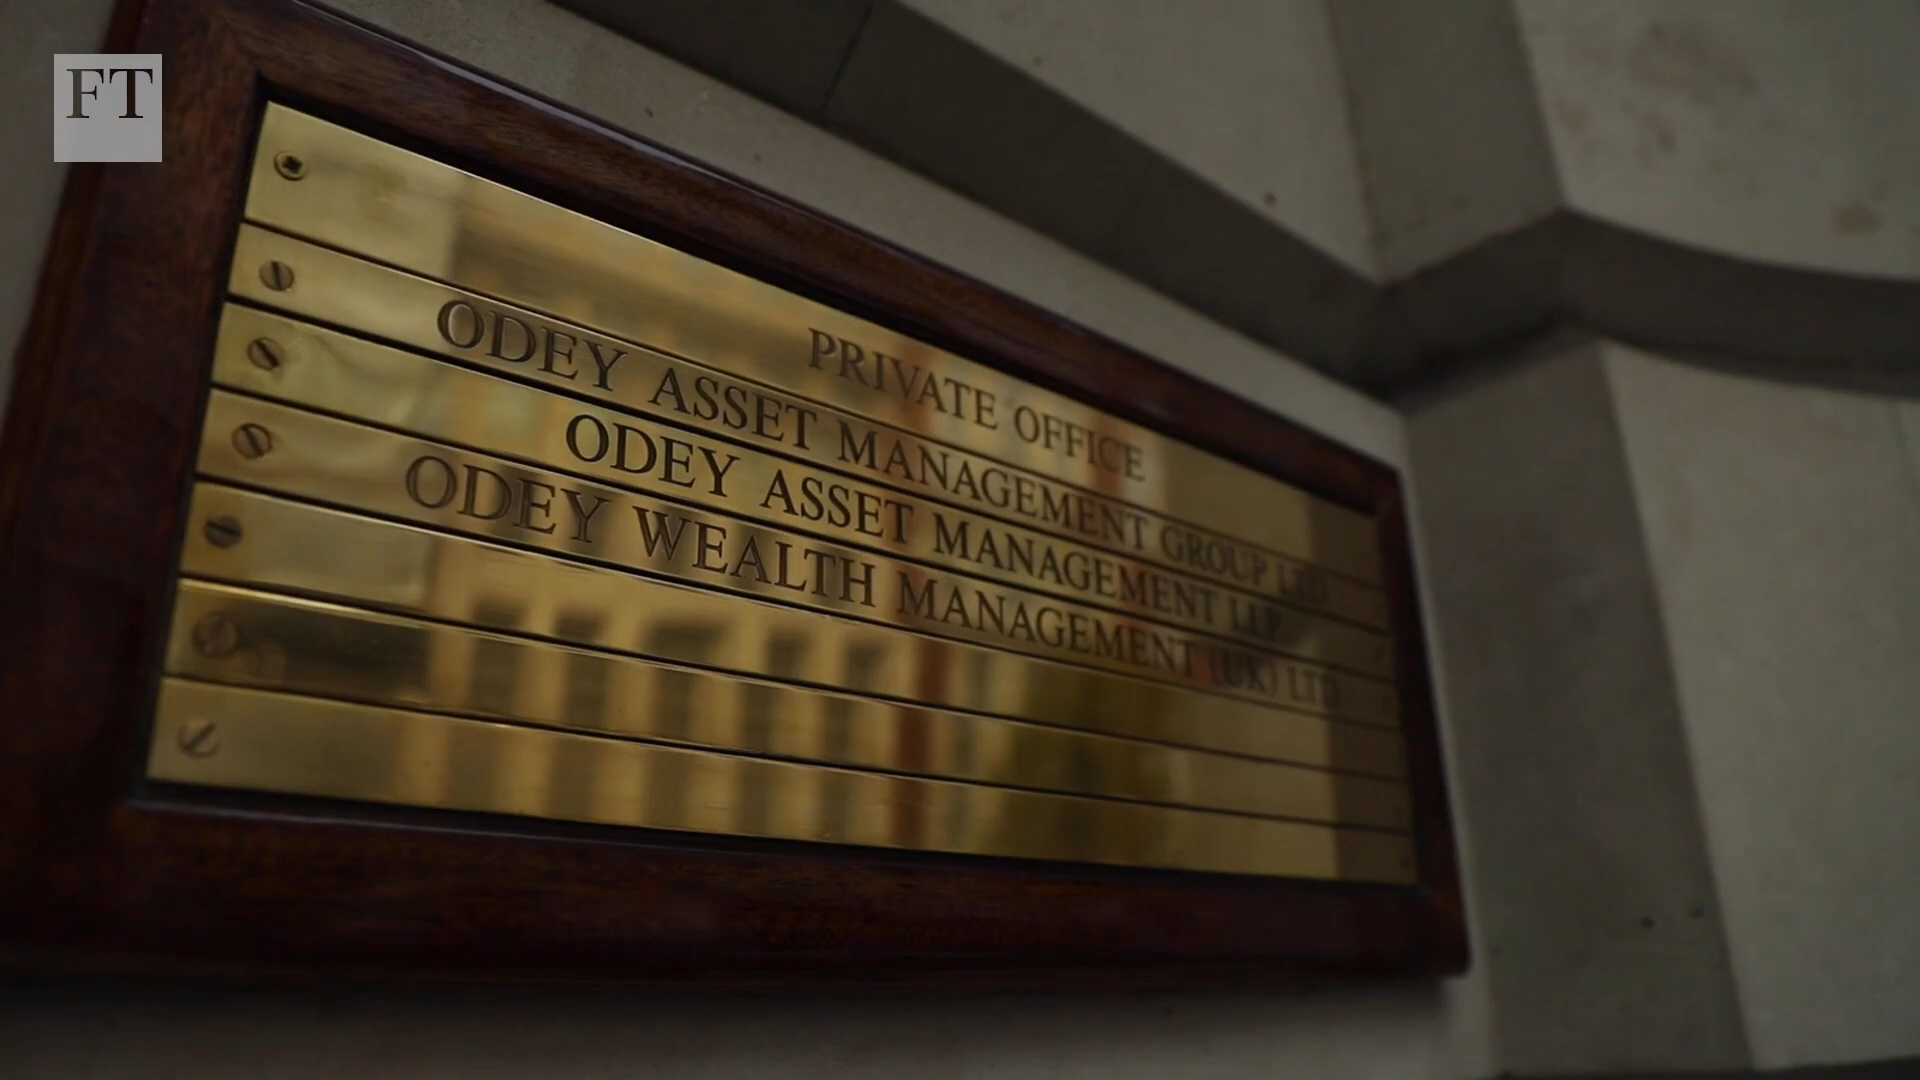 FT
PRIVATE OFFICE
ODEY ASSET MANAGEMENT GROUP LTD
ODEY ASSET MANAGEMENT LLP
ODEY WEALTH MANAGEMENT (UK) LTD